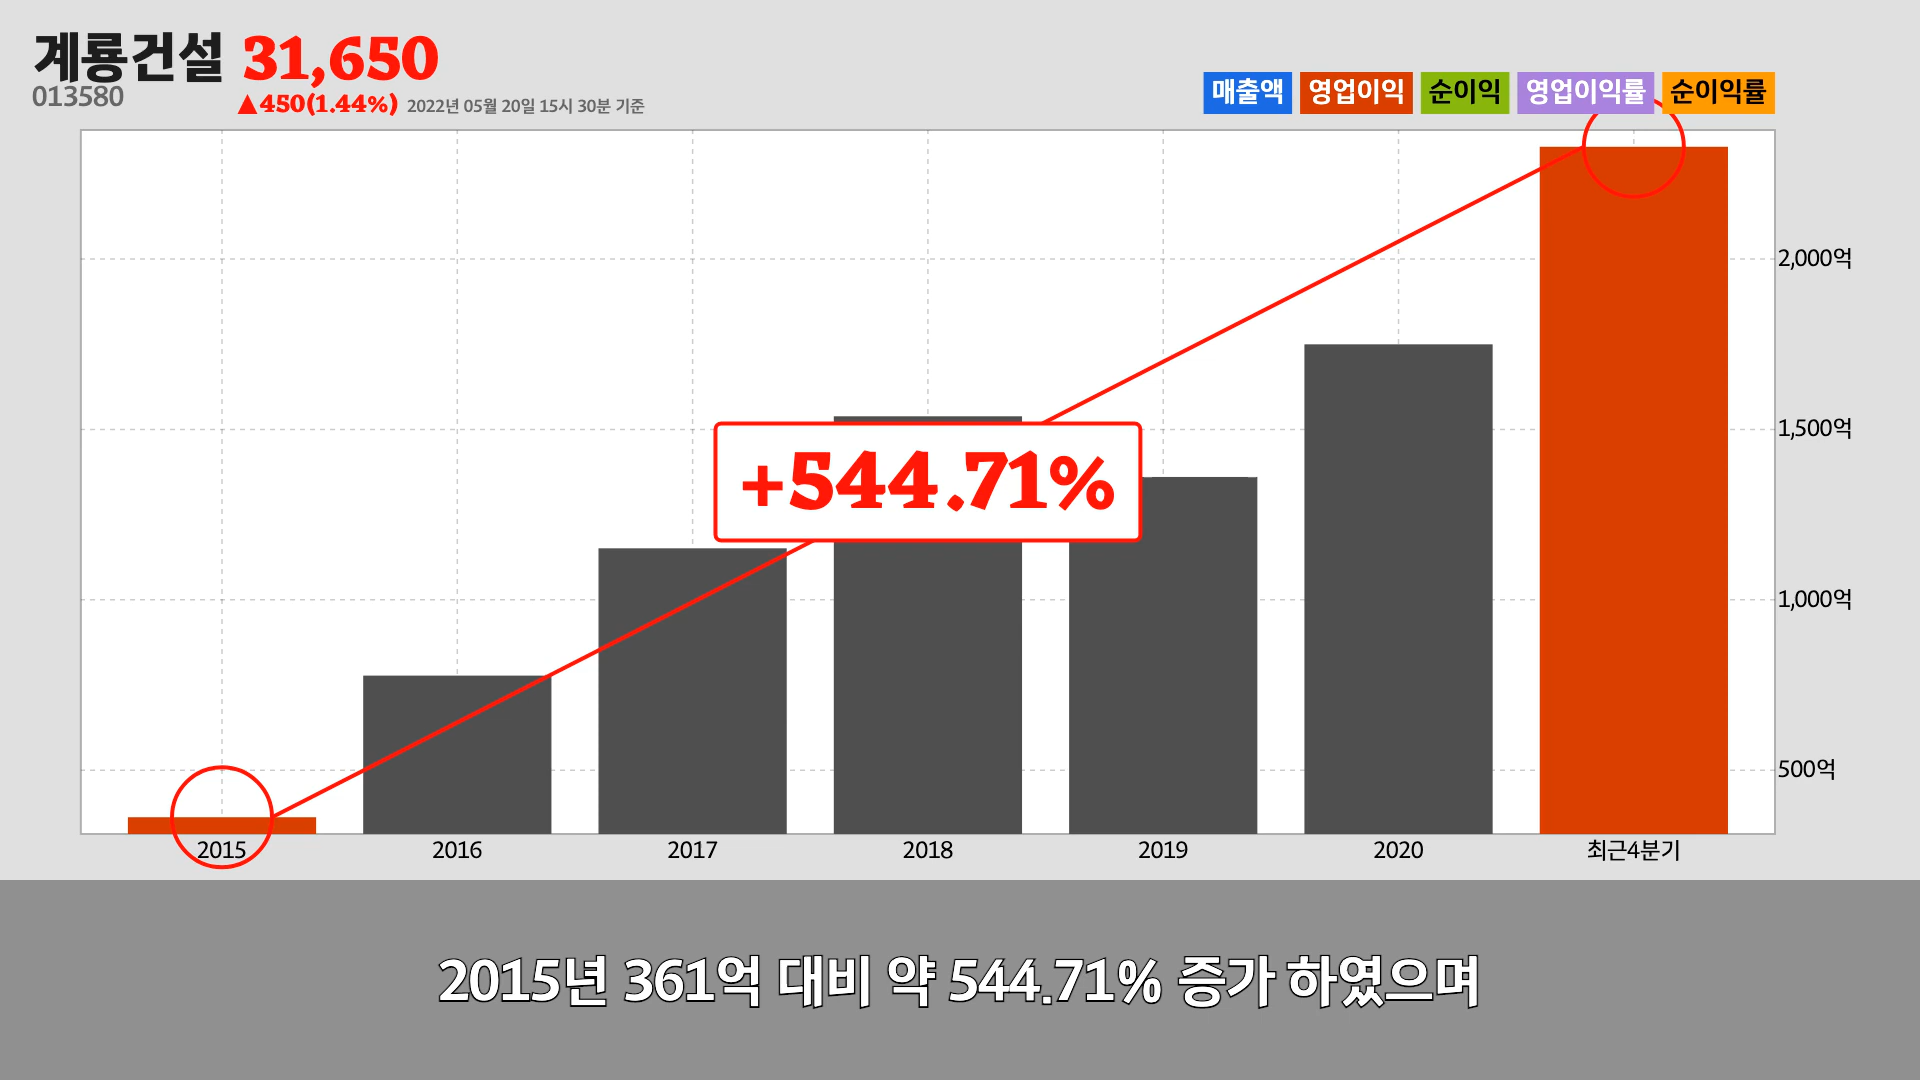 계룡건설 31,650
013580
▲450(1.44%) 2022년 05월 20일 15시 30분 기준
매출액 영업이익 순이익 영업이익률 순이익률
2,000억
1,500억
+544.71%
1,000억
500억
2015 2016 2017 2018 2019 2020 최근4분기
2015년 361억 대비 약 544.71% 증가 하였으며